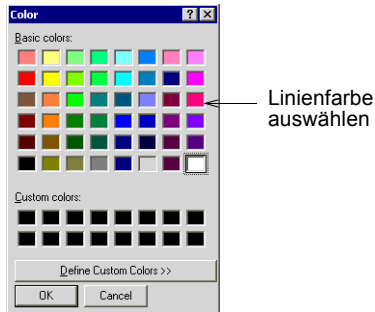 Color
Basic colors:
Linienfarbe
auswählen
Custom colors:
Define Custom Colors >>
OK
Cancel